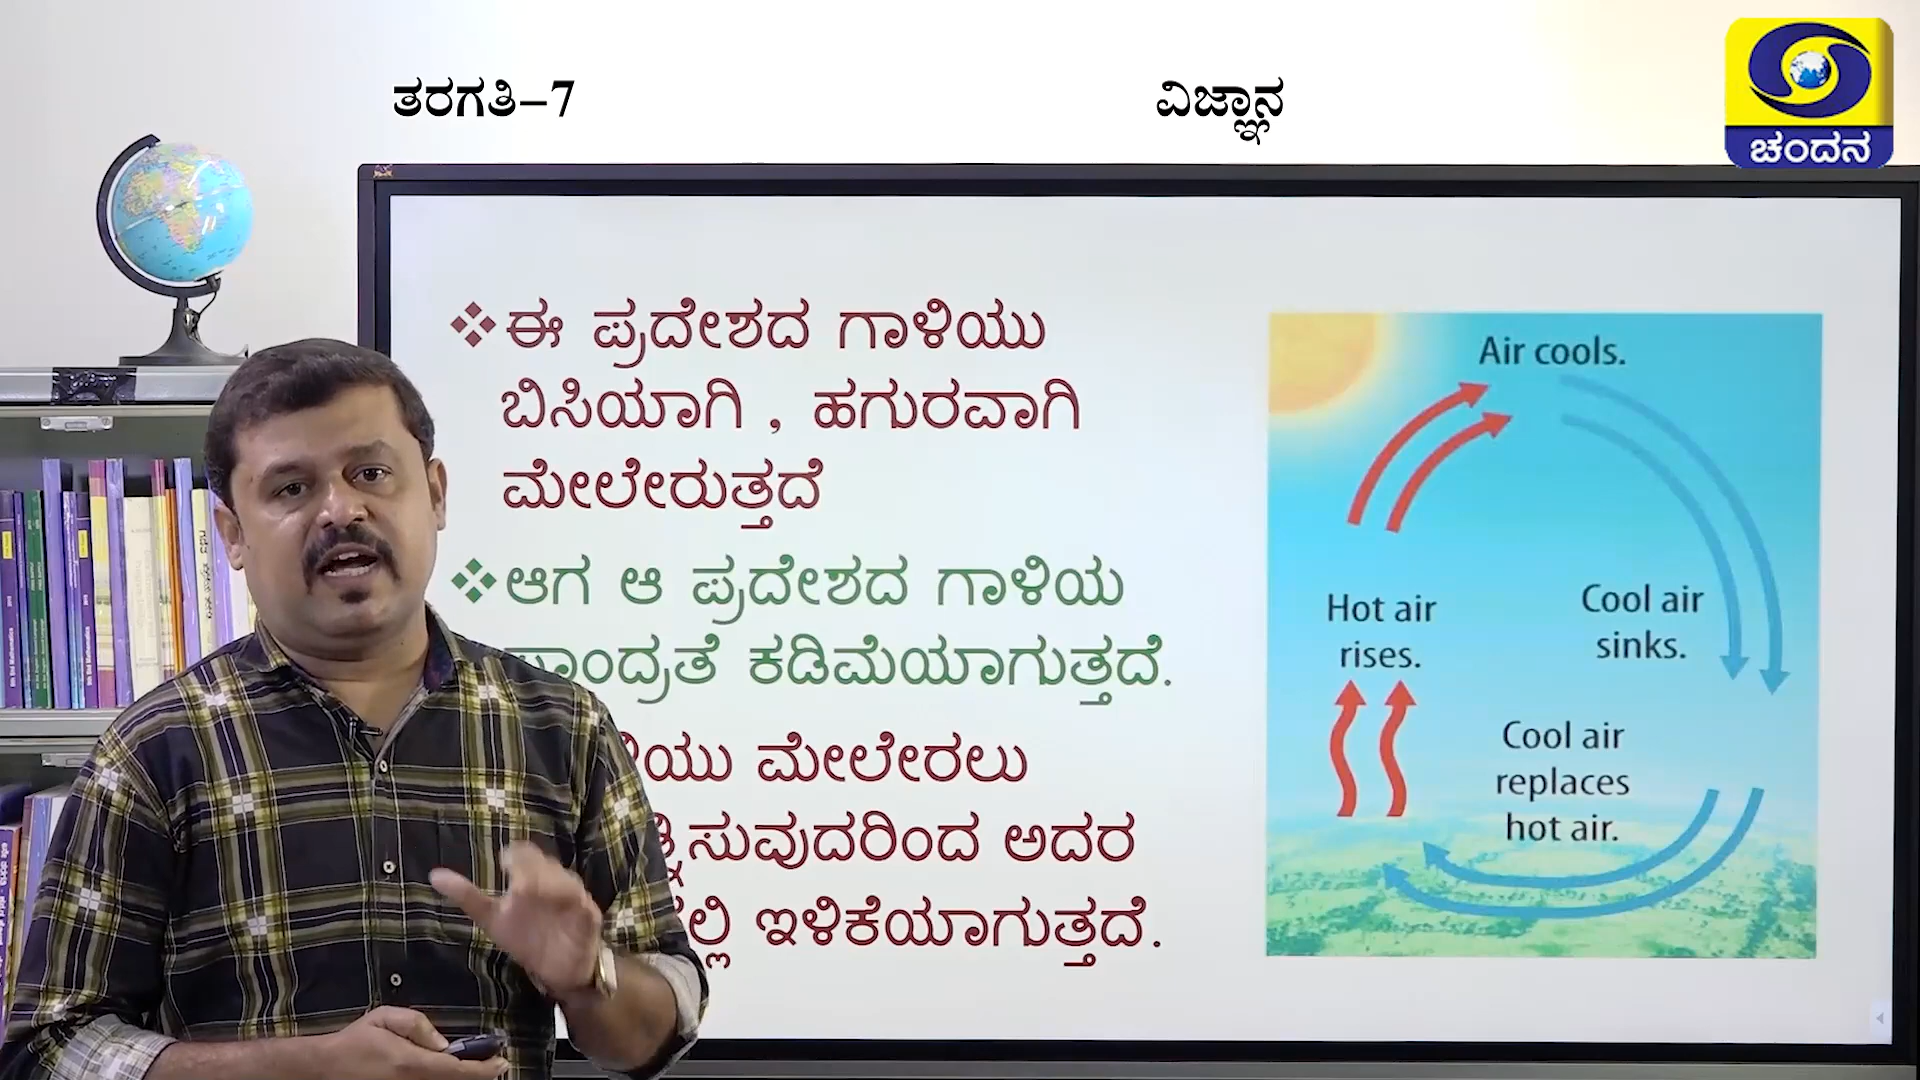 ತರಗತಿ-7
ವಿಜ್ಞಾನ
ಚಂದನ
❖ಈ ಪ್ರದೇಶದ ಗಾಳಿಯು
ಬಿಸಿಯಾಗಿ , ಹಗುರವಾಗಿ
ಮೇಲೇರುತ್ತದೆ
❖ಆಗ ಆ ಪ್ರದೇಶದ ಗಾಳಿಯ
ಸಾಂದ್ರತೆ ಕಡಿಮೆಯಾಗುತ್ತದೆ.
ಮೇಲೇರಲು
ಅದರ
ಇಳಿಕೆಯಾಗುತ್ತದೆ.
Air cools.
Hot air
rises.
Cool air
sinks.
Cool air
replaces
hot air.